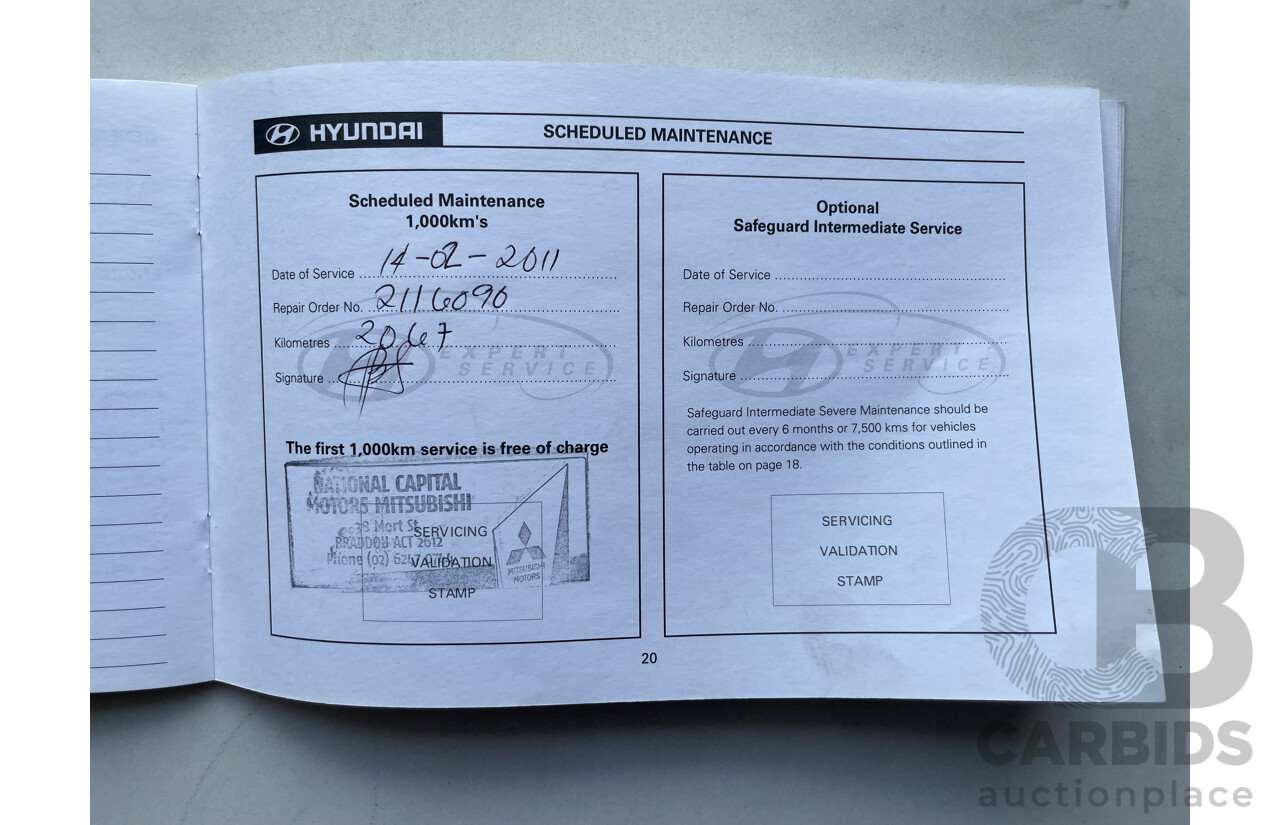 HYUNDAI
SCHEDULED MAINTENANCE
Scheduled Maintenance
1,000km's
Date of Service 14-02-2011
Repair Order No. 2116090
Kilometres 2067
Signature
EXPERT
SERVICE
The first 1,000km service is free of charge
NATIONAL CAPITAL
MOTORS MITSUBISHI
Mort St
BRADDON ACT 2612
Phone (02)
MITSUBISHI
MOTORS
SERVICING
VALIDATION
STAMP
Optional
Safeguard Intermediate Service
Date of Service
Repair Order No.
Kilometres
Signature
EXPERT
SERVICE
Safeguard Intermediate Severe Maintenance should be
carried out every 6 months or 7,500 kms for vehicles
operating in accordance with the conditions outlined in
the table on page 18.
SERVICING
VALIDATION
STAMP
20
CB
CARBIDS
auctionplace